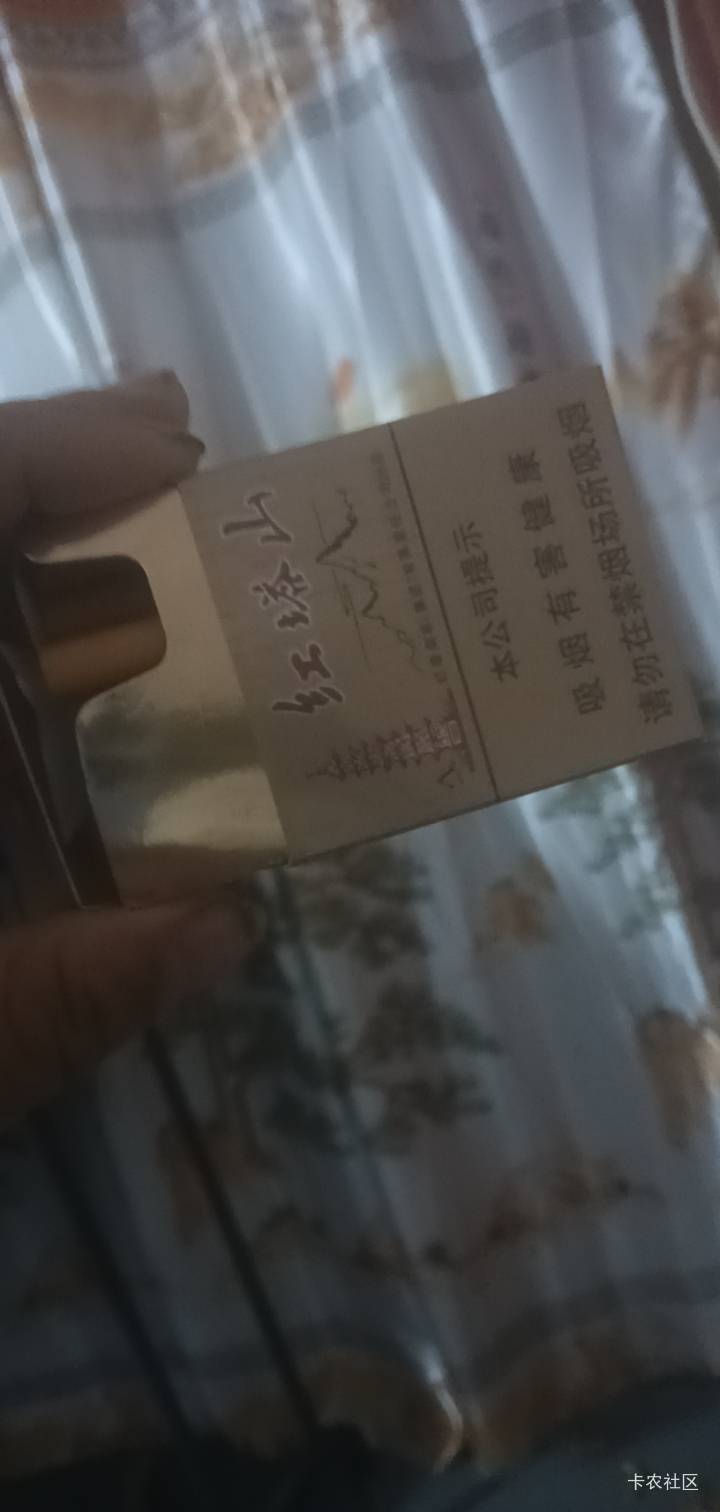 红塔山
本公司提示
吸烟有害健康
请勿在禁烟场所吸烟
卡农社区